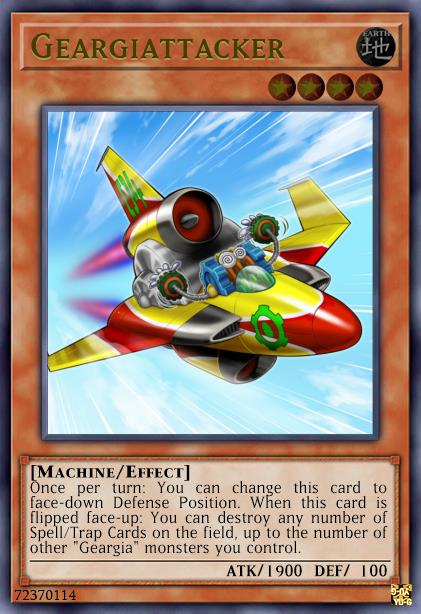 GEARGIATTACKER
EARTH
地
[MACHINE/EFFECT]
Once per turn: You can change this card to
face-down Defense Position. When this card is
flipped face-up: You can destroy any number of
Spell/Trap Cards on the field, up to the number of
other "Geargia" monsters you control.
ATK/1900 DEF/ 100
72370114